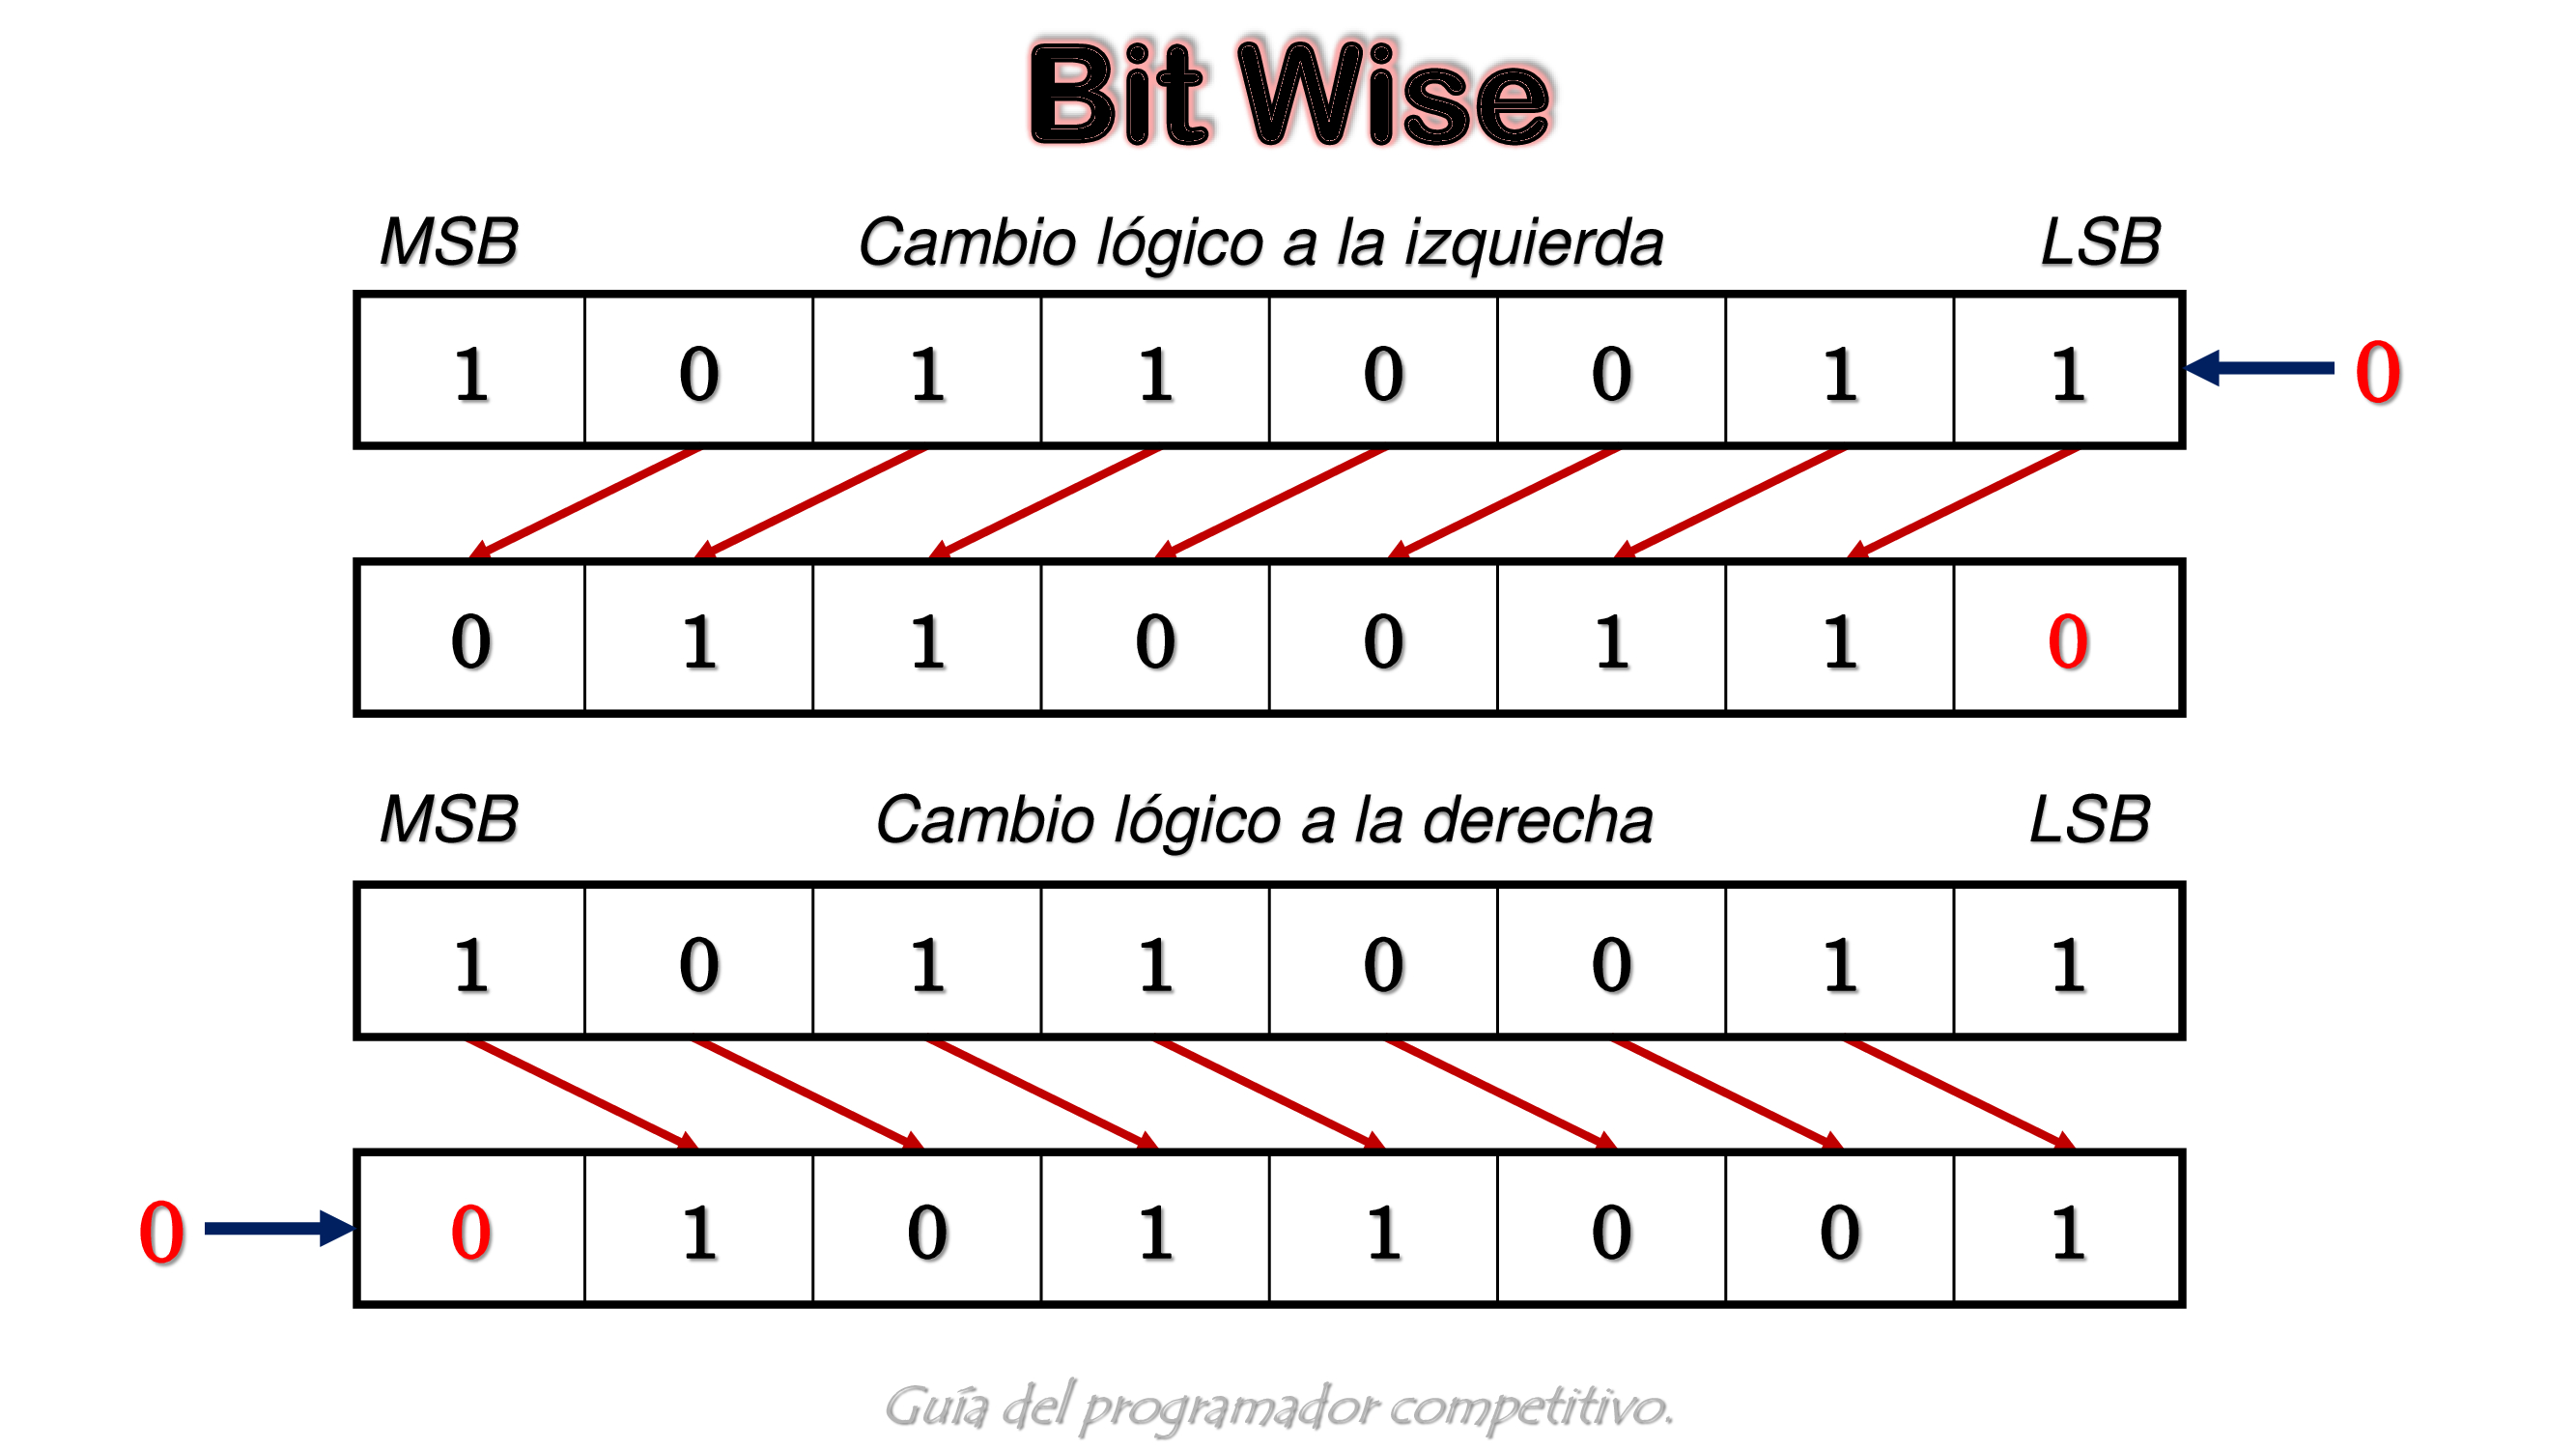 Bit Wise
MSB Cambio lógico a la izquierda LSB
1 0 1 1 0 0 1 1 0
0 1 1 0 0 1 1 0
MSB Cambio lógico a la derecha LSB
1 0 1 1 0 0 1 1
0 0 1 0 1 1 0 0 1
Guía del programador competitivo.